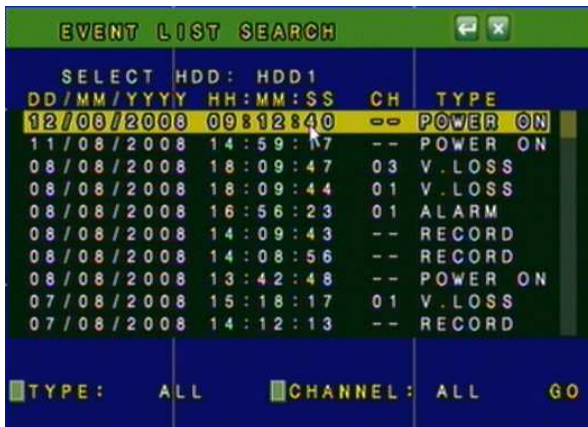 EVENT LIST SEARCH
SELECT HDD: HDD1
DD/MM/YYYY HH:MM:SS CH TYPE
12/08/2008 09:12:40 -- POWER ON
11/08/2008 14:59:17 -- POWER ON
08/08/2008 18:09:47 03 V.LOSS
08/08/2008 18:09:44 01 V.LOSS
08/08/2008 16:56:23 01 ALARM
08/08/2008 14:09:43 -- RECORD
08/08/2008 14:08:56 -- RECORD
08/08/2008 13:42:48 -- POWER ON
07/08/2008 15:18:17 01 V.LOSS
07/08/2008 14:12:13 -- RECORD
TYPE: ALL CHANNEL: ALL GO